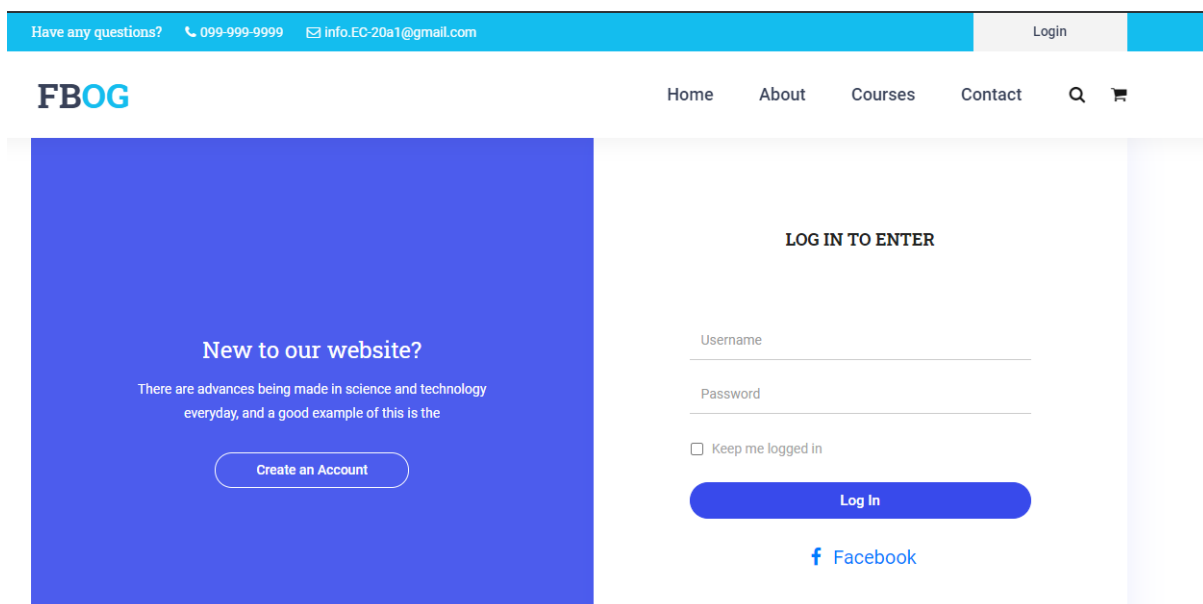 Have any questions? 099-999-9999 info.EC-20a1@gmail.com Login
FBOG Home About Courses Contact
New to our website?
There are advances being made in science and technology
everyday, and a good example of this is the
Create an Account
LOG IN TO ENTER
Username
Password
Keep me logged in
Log In
Facebook